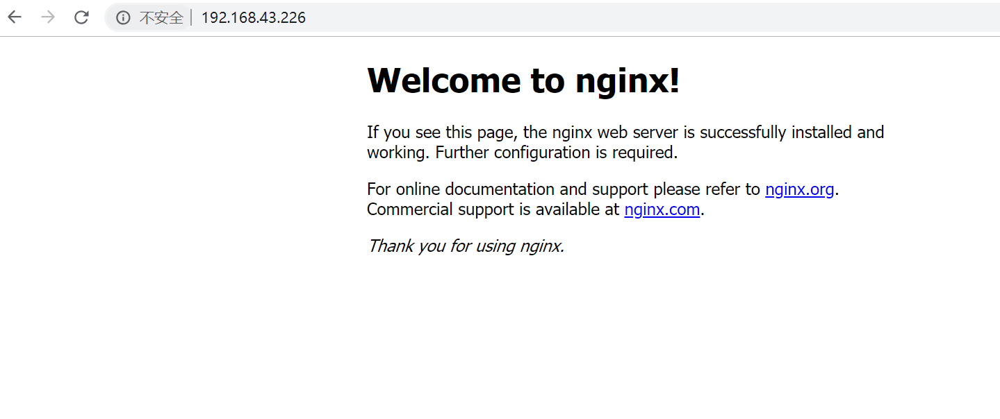 不安全 192.168.43.226
Welcome to nginx!
If you see this page, the nginx web server is successfully installed and
working. Further configuration is required.
For online documentation and support please refer to nginx.org.
Commercial support is available at nginx.com.
Thank you for using nginx.